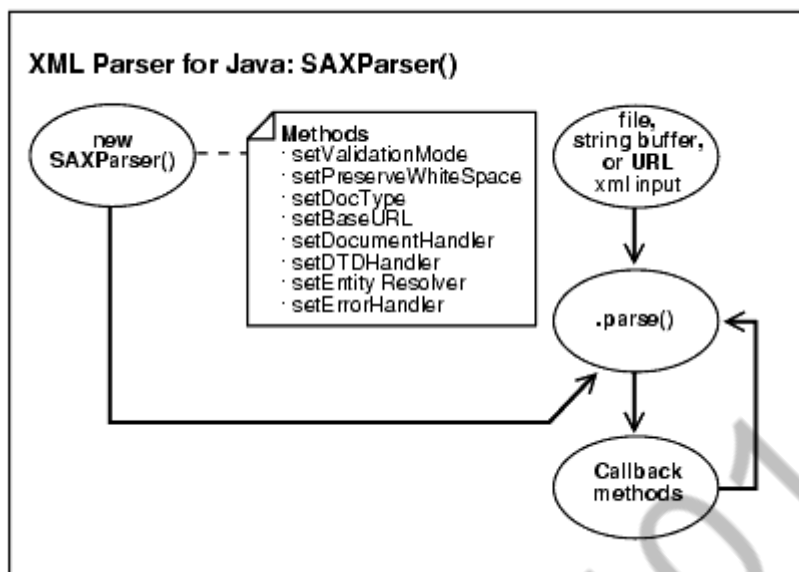 XML Parser for Java: SAXParser()
new
SAXParser()
Methods
· setValidationMode
· setPreserveWhiteSpace
· setDocType
· setBaseURL
· setDocumentHandler
· setDTDHandler
· setEntity Resolver
· setErrorHandler
file,
string buffer,
or URL
xml input
.parse()
Callback
methods